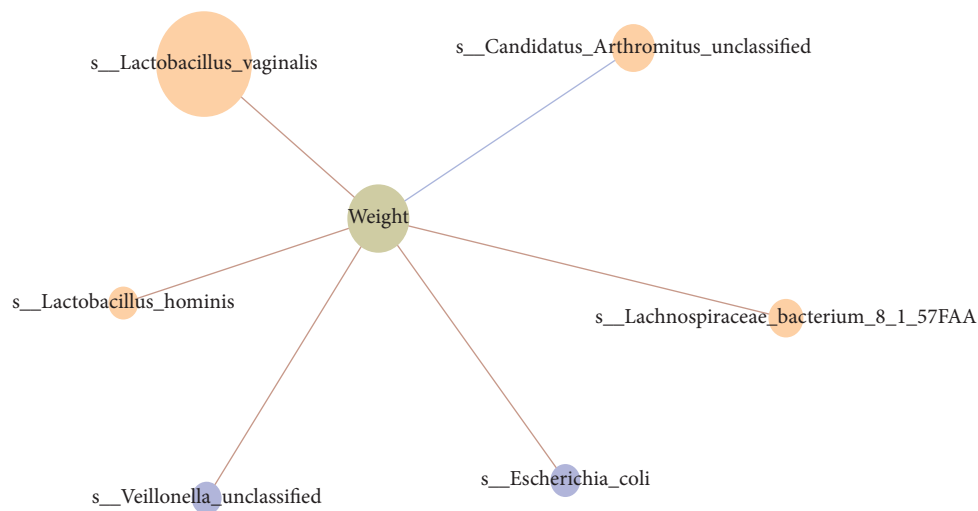 s__Candidatus_Arthromitus_unclassified
s__Lactobacillus_vaginalis
Weight
s__Lactobacillus_hominis
s__Lachnospiraceae_bacterium_8_1_57FAA
s__Escherichia_coli
s__Veillonella_unclassified